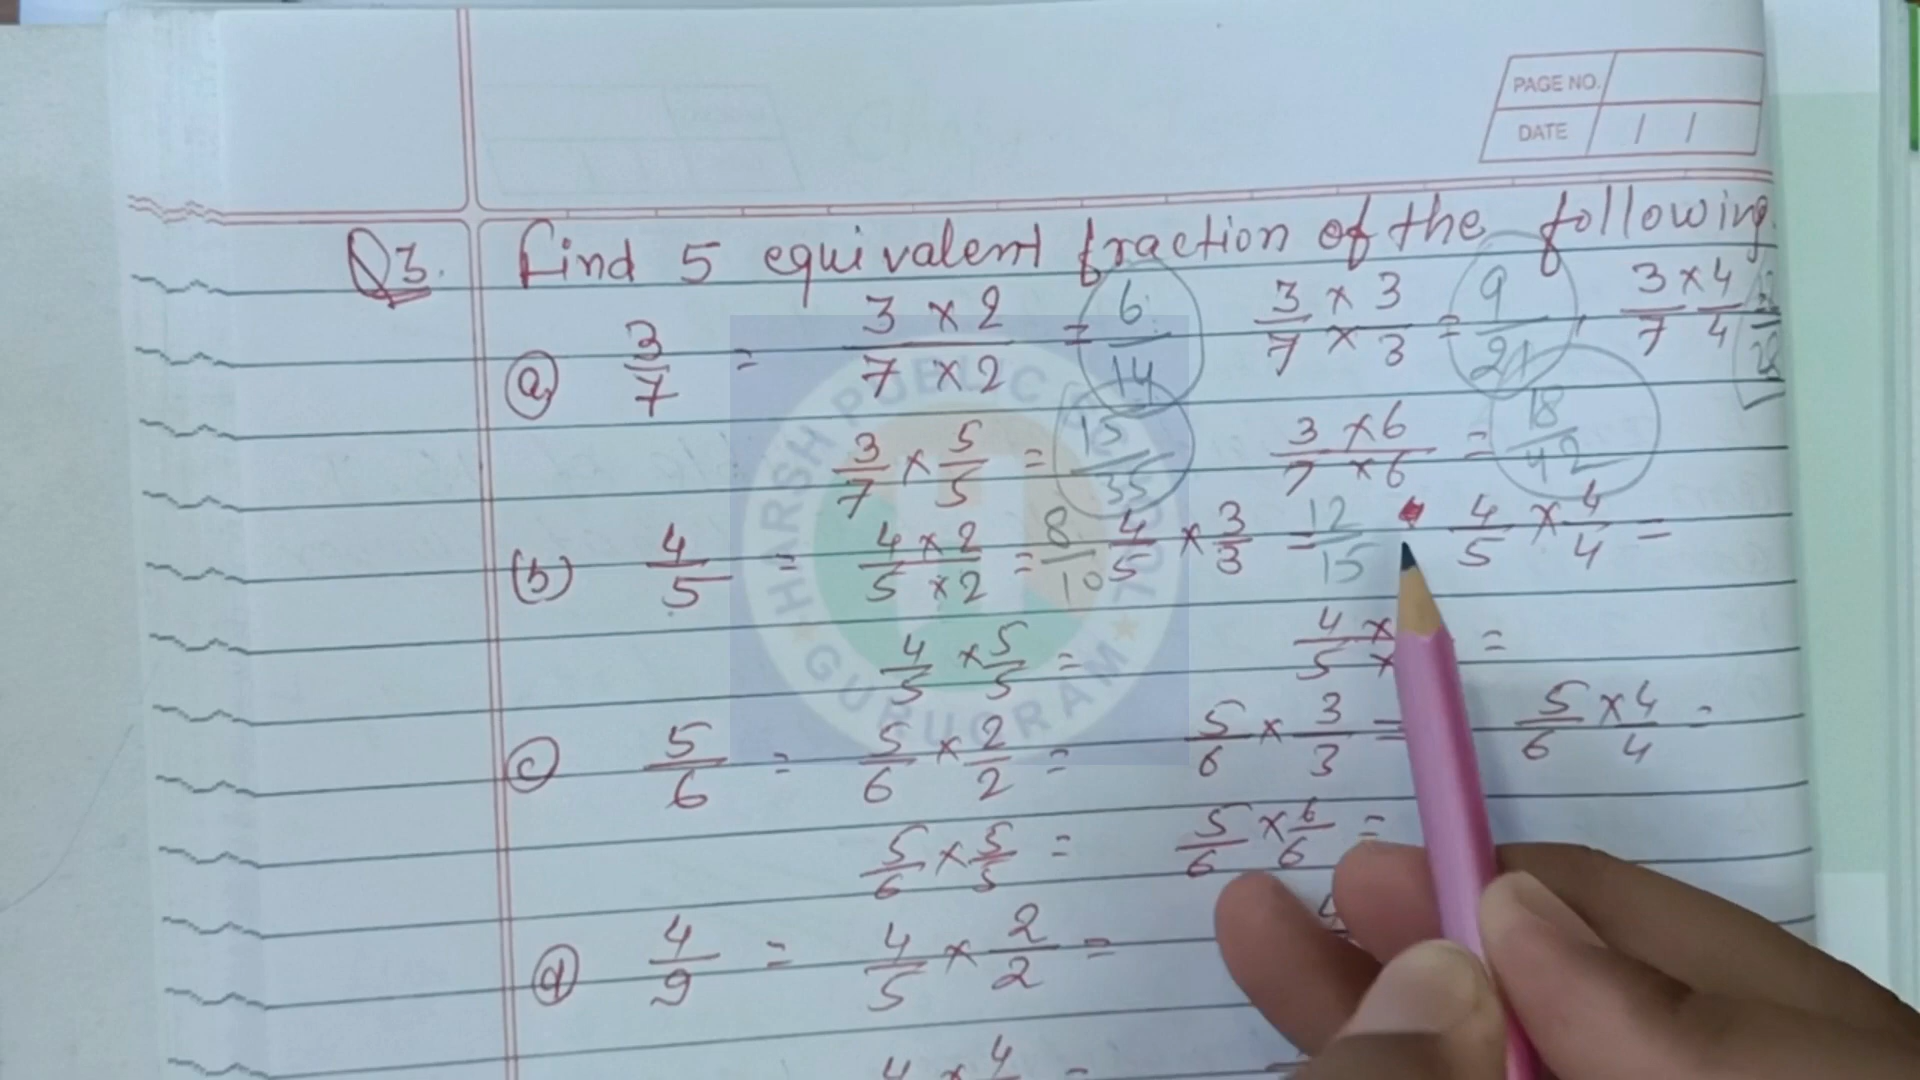 PAGE NO.
DATE / /
Q3. Find 5 equivalent fraction of the following.
(a) 3/7 = 3 × 2 / 7 × 2 = 6/14 3/7 × 3/3 = 9/21, 3/7 × 4/4
3/7 × 5/5 = 15/35 3 × 6 / 7 × 6 = 18/42
(b) 4/5 = 4 × 2 / 5 × 2 = 8/10 4/5 × 3/3 = 12/15 4/5 × 4/4 =
4/5 × 5/5 = 4 × / 5 × =
(c) 5/6 = 5/6 × 2/2 = 5/6 × 3/3 = 5/6 × 4/4 =
5/6 × 5/5 = 5/6 × 6/6 =
(d) 4/9 = 4/5 × 2/2 =
4 × 4 =
HARSH PUBLIC
GURUGRAM